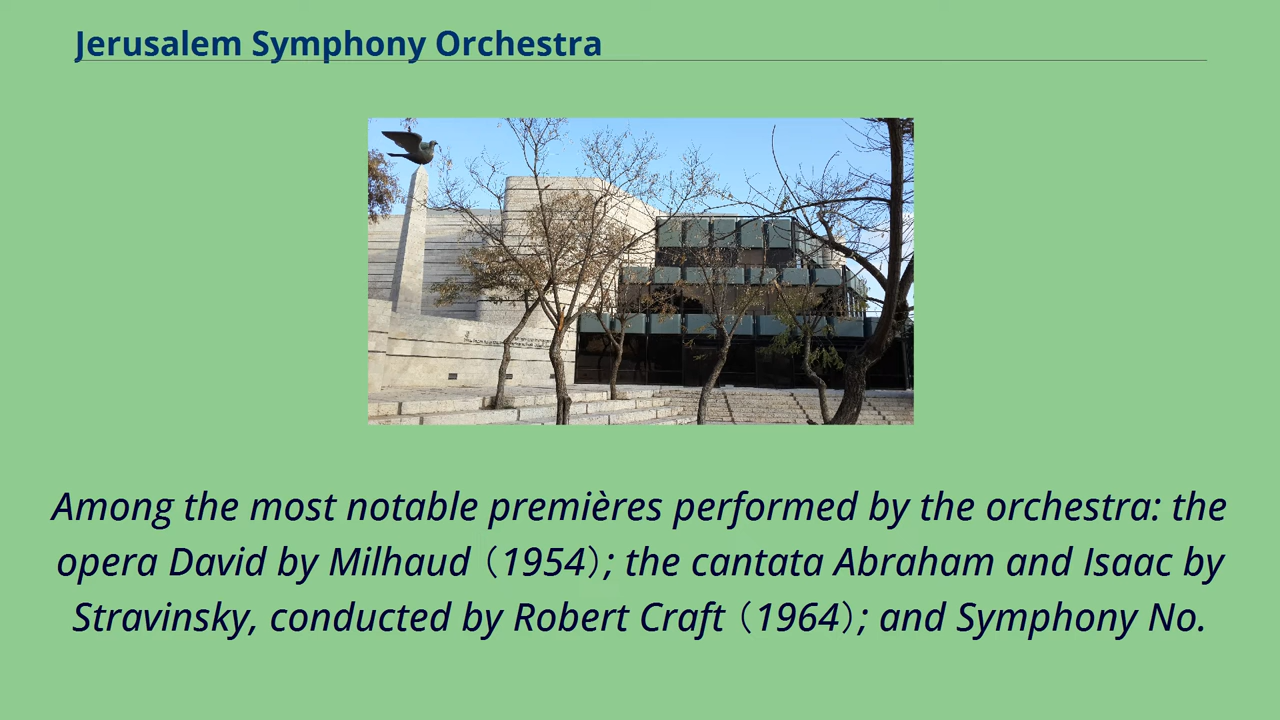 Jerusalem Symphony Orchestra
Among the most notable premières performed by the orchestra: the
opera David by Milhaud（1954）; the cantata Abraham and Isaac by
Stravinsky, conducted by Robert Craft（1964）; and Symphony No.